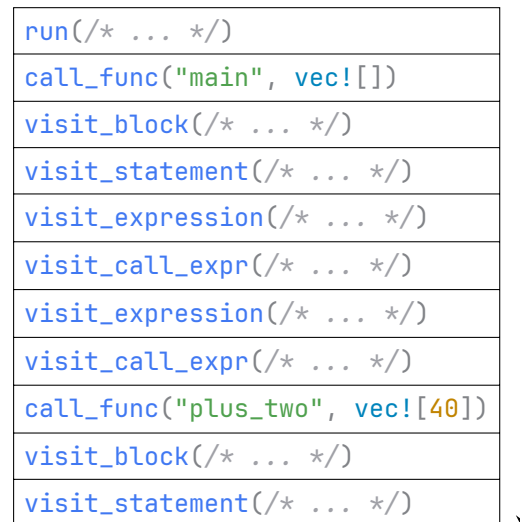 run(/* ... */)
call_func("main", vec![])
visit_block(/* ... */)
visit_statement(/* ... */)
visit_expression(/* ... */)
visit_call_expr(/* ... */)
visit_expression(/* ... */)
visit_call_expr(/* ... */)
call_func("plus_two", vec![40])
visit_block(/* ... */)
visit_statement(/* ... */)